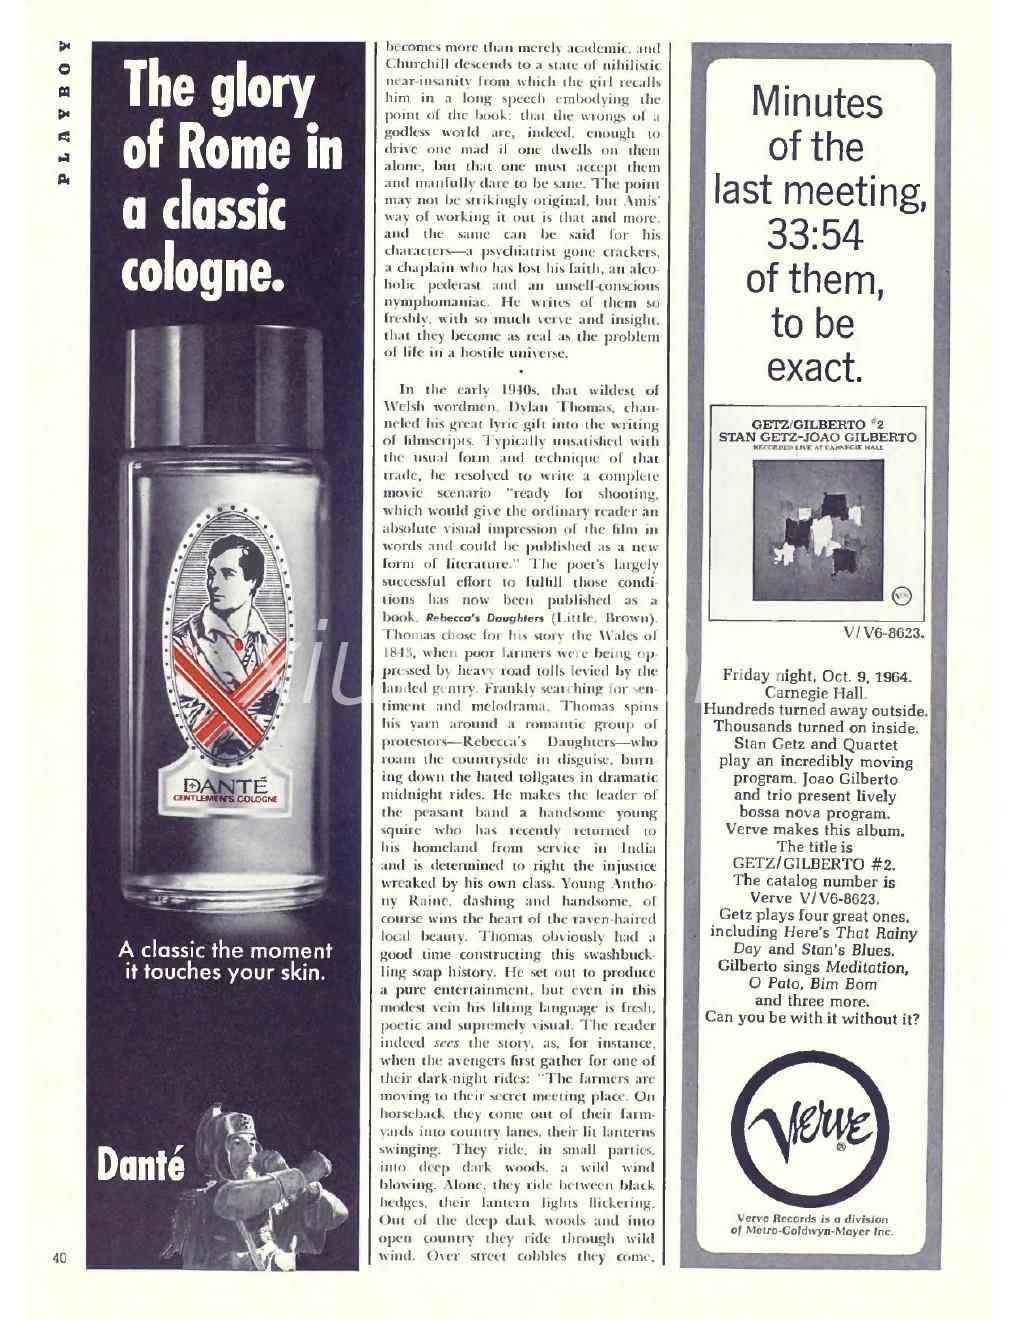 PLAYBOY
The glory
of Rome in
a classic
cologne.
DANTÉ
GENTLEMEN'S COLOGNE
A classic the moment
it touches your skin.
Danté
40
becomes more than merely academic, and
Churchill descends to a state of nihilistic
near-insanity from which the girl recalls
him in a long speech embodying the
point of the book: that the wrongs of a
godless world are, indeed, enough to
drive one mad if one dwells on them
alone, but that one must accept them
and manfully dare to be sane. The point
may not be strikingly original, but Amis'
way of working it out is that and more,
and the same can be said for his
characters—a psychiatrist gone crackers,
a chaplain who has lost his faith, an alco-
holic pederast and an unself-conscious
nymphomaniac. He writes of them so
freshly, with so much verve and insight,
that they become as real as the problem
of life in a hostile universe.
•
In the early 1940s, that wildest of
Welsh wordmen, Dylan Thomas, chan-
neled his great lyric gift into the writing
of filmscripts. Typically unsatisfied with
the usual form and technique of that
trade, he resolved to write a complete
movie scenario "ready for shooting,
which would give the ordinary reader an
absolute visual impression of the film in
words and could be published as a new
form of literature." The poet's largely
successful effort to fulfill those condi-
tions has now been published as a
book, Rebecca's Daughters (Little, Brown).
Thomas chose for his story the Wales of
1843, when poor farmers were being op-
pressed by heavy road tolls levied by the
landed gentry. Frankly searching for sen-
timent and melodrama, Thomas spins
his yarn around a romantic group of
protestors—Rebecca's Daughters—who
roam the countryside in disguise, burn-
ing down the hated tollgates in dramatic
midnight rides. He makes the leader of
the peasant band a handsome young
squire who has recently returned to
his homeland from service in India
and is determined to right the injustice
wreaked by his own class. Young Antho-
ny Raine, dashing and handsome, of
course wins the heart of the raven-haired
local beauty. Thomas obviously had a
good time constructing this swashbuck-
ling soap history. He set out to produce
a pure entertainment, but even in this
modest vein his lilting language is fresh,
poetic and supremely visual. The reader
indeed sees the story, as, for instance,
when the avengers first gather for one of
their dark-night rides: "The farmers are
moving to their secret meeting place. On
horseback they come out of their farm-
yards into country lanes, their lit lanterns
swinging. They ride, in small parties,
into deep dark woods, a wild wind
blowing. Alone, they ride between black
hedges, their lantern lights flickering.
Out of the deep dark woods and into
open country they ride through wild
wind. Over street cobbles they come,
Minutes
of the
last meeting,
33:54
of them,
to be
exact.
GETZ/GILBERTO #2
STAN GETZ-JOAO GILBERTO
RECORDED LIVE AT CARNEGIE HALL
VERVE
V/V6-8623.
Friday night, Oct. 9, 1964.
Carnegie Hall.
Hundreds turned away outside.
Thousands turned on inside.
Stan Getz and Quartet
play an incredibly moving
program. Joao Gilberto
and trio present lively
bossa nova program.
Verve makes this album.
The title is
GETZ/GILBERTO #2.
The catalog number is
Verve V/V6-8623.
Getz plays four great ones,
including Here's That Rainy
Day and Stan's Blues.
Gilberto sings Meditation,
O Pato, Bim Bom
and three more.
Can you be with it without it?
Verve®
Verve Records is a division
of Metro-Goldwyn-Mayer Inc.